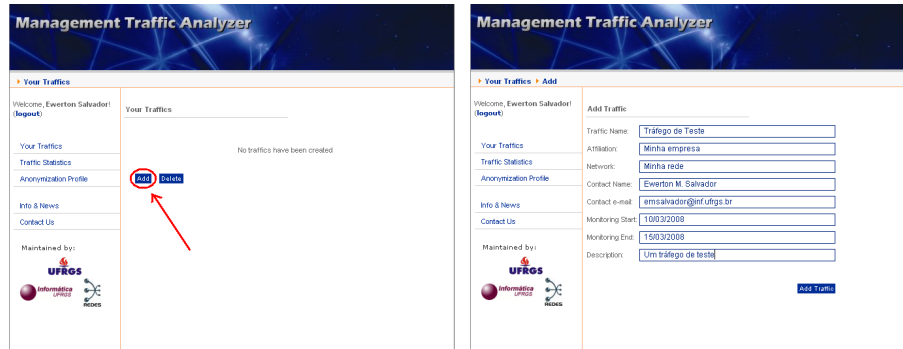 Management Traffic Analyzer
Your Traffics
Welcome, Ewerton Salvador!
(logout)
Your Traffics
Traffic Statistics
Anonymization Profile
Info & News
Contact Us
Maintained by:
UFRGS
Informática
UFRGS
REDES
Your Traffics
No traffics have been created
Add Delete
Management Traffic Analyzer
Your Traffics Add
Welcome, Ewerton Salvador!
(logout)
Your Traffics
Traffic Statistics
Anonymization Profile
Info & News
Contact Us
Maintained by:
UFRGS
Informática
UFRGS
REDES
Add Traffic
Traffic Name: Tráfego de Teste
Affiliation: Minha empresa
Network: Minha rede
Contact Name: Ewerton M. Salvador
Contact e-mail: emsalvador@inf.ufrgs.br
Monitoring Start: 10/03/2008
Monitoring End: 15/03/2008
Description: Um tráfego de teste
Add Traffic